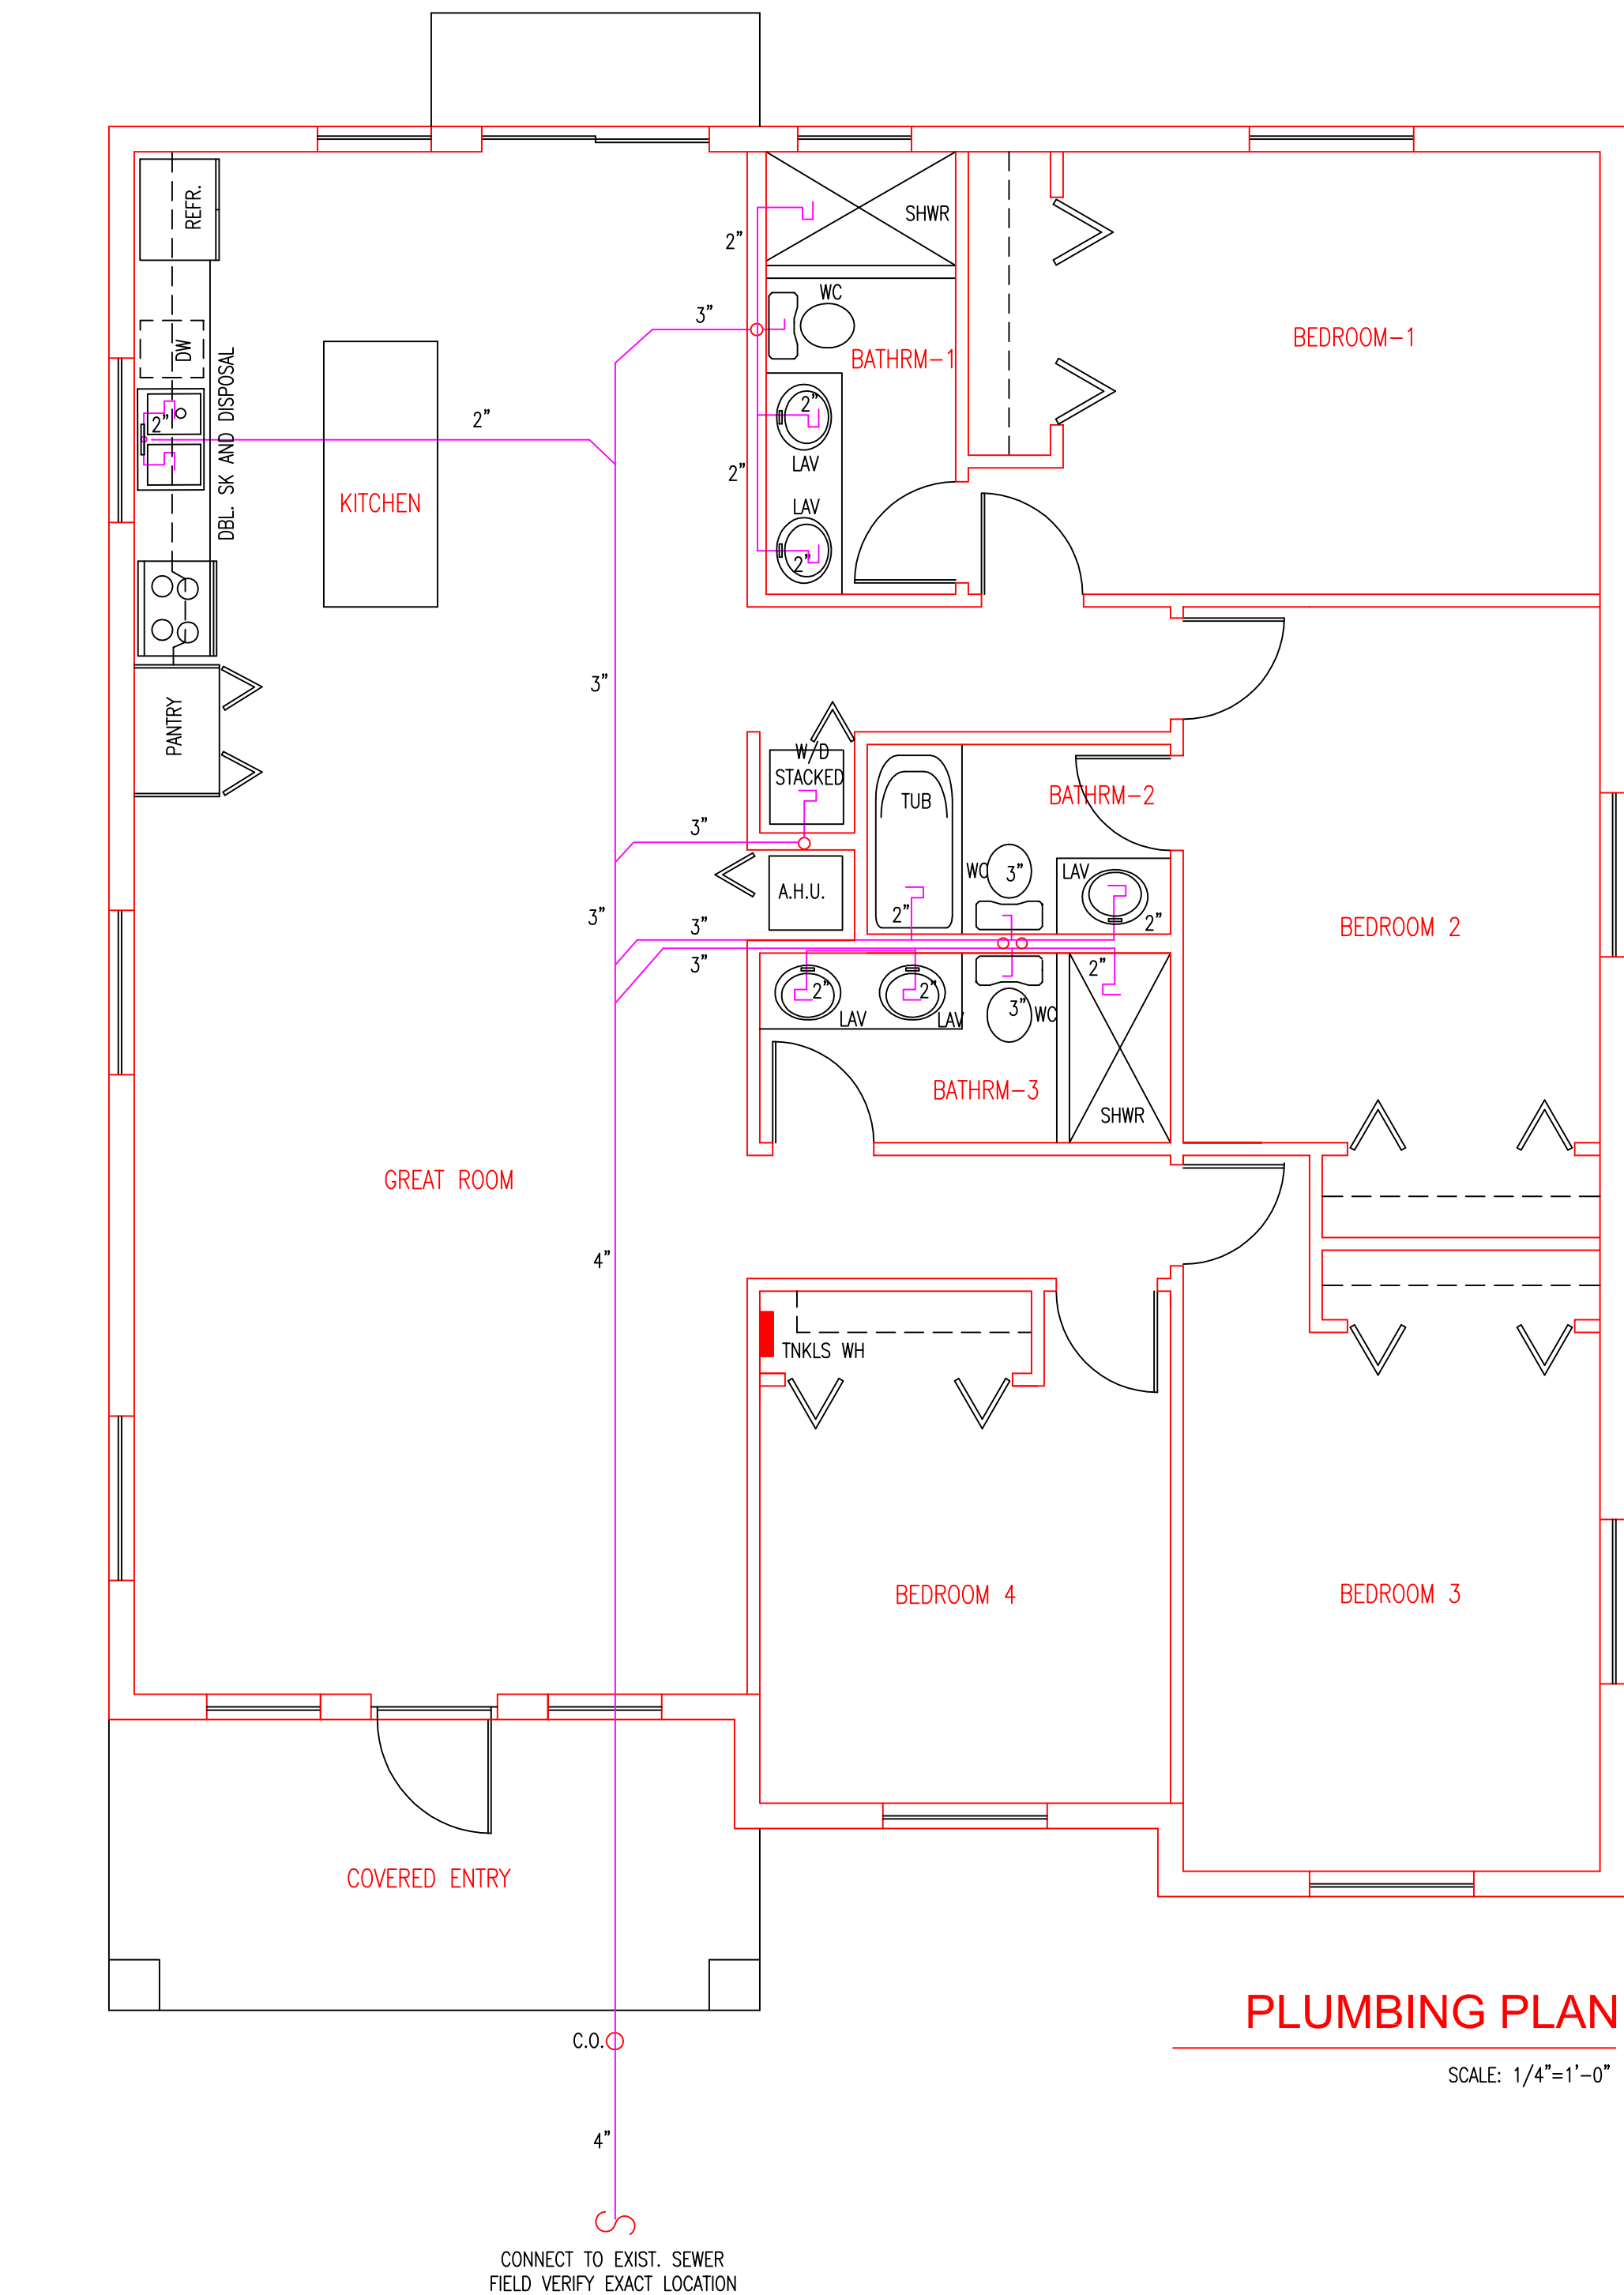 REFR.
SHWR
2"
WC
3"
BEDROOM-1
DW
BATHRM-1
DBL. SK AND DISPOSAL
2"
2"
2"
LAV
2"
KITCHEN
LAV
2"
3"
PANTRY
W/D
STACKED
TUB
BATHRM-2
3"
WC
3"
LAV
A.H.U.
2"
3"
3"
2"
BEDROOM 2
3"
2"
2"
2"
3"
WC
LAV
LAV
BATHRM-3
SHWR
GREAT ROOM
4"
TNKLS WH
BEDROOM 4
BEDROOM 3
COVERED ENTRY
PLUMBING PLAN
C.O.
SCALE: 1/4"=1'-0"
4"
CONNECT TO EXIST. SEWER
FIELD VERIFY EXACT LOCATION